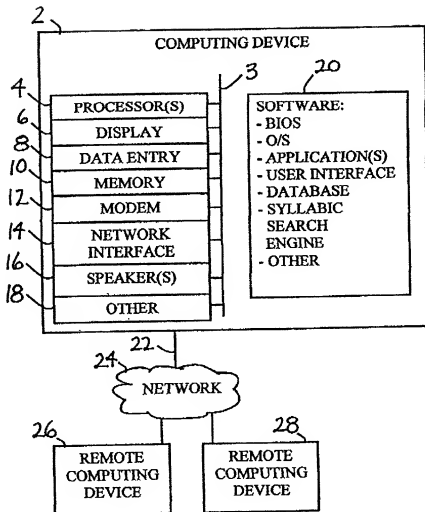 2
COMPUTING DEVICE
3
20
4 PROCESSOR(S)
6 DISPLAY
8 DATA ENTRY
10 MEMORY
12 MODEM
14 NETWORK
INTERFACE
16 SPEAKER(S)
18 OTHER
SOFTWARE:
- BIOS
- O/S
- APPLICATION(S)
- USER INTERFACE
- DATABASE
- SYLLABIC
SEARCH
ENGINE
- OTHER
22
24
NETWORK
26
28
REMOTE
COMPUTING
DEVICE
REMOTE
COMPUTING
DEVICE